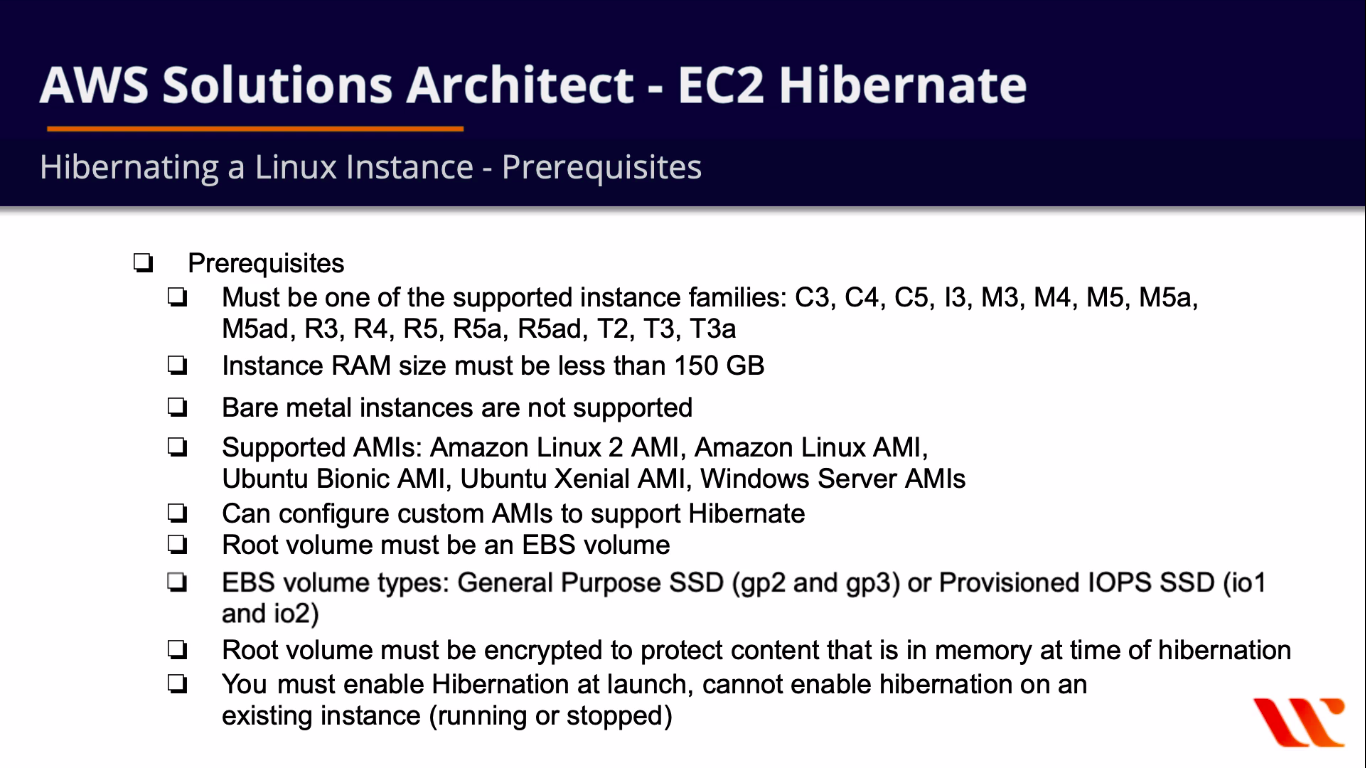 AWS Solutions Architect - EC2 Hibernate
Hibernating a Linux Instance - Prerequisites
❏ Prerequisites
❏ Must be one of the supported instance families: C3, C4, C5, I3, M3, M4, M5, M5a,
M5ad, R3, R4, R5, R5a, R5ad, T2, T3, T3a
❏ Instance RAM size must be less than 150 GB
❏ Bare metal instances are not supported
❏ Supported AMIs: Amazon Linux 2 AMI, Amazon Linux AMI,
Ubuntu Bionic AMI, Ubuntu Xenial AMI, Windows Server AMIs
❏ Can configure custom AMIs to support Hibernate
❏ Root volume must be an EBS volume
❏ EBS volume types: General Purpose SSD (gp2 and gp3) or Provisioned IOPS SSD (io1
and io2)
❏ Root volume must be encrypted to protect content that is in memory at time of hibernation
❏ You must enable Hibernation at launch, cannot enable hibernation on an
existing instance (running or stopped)